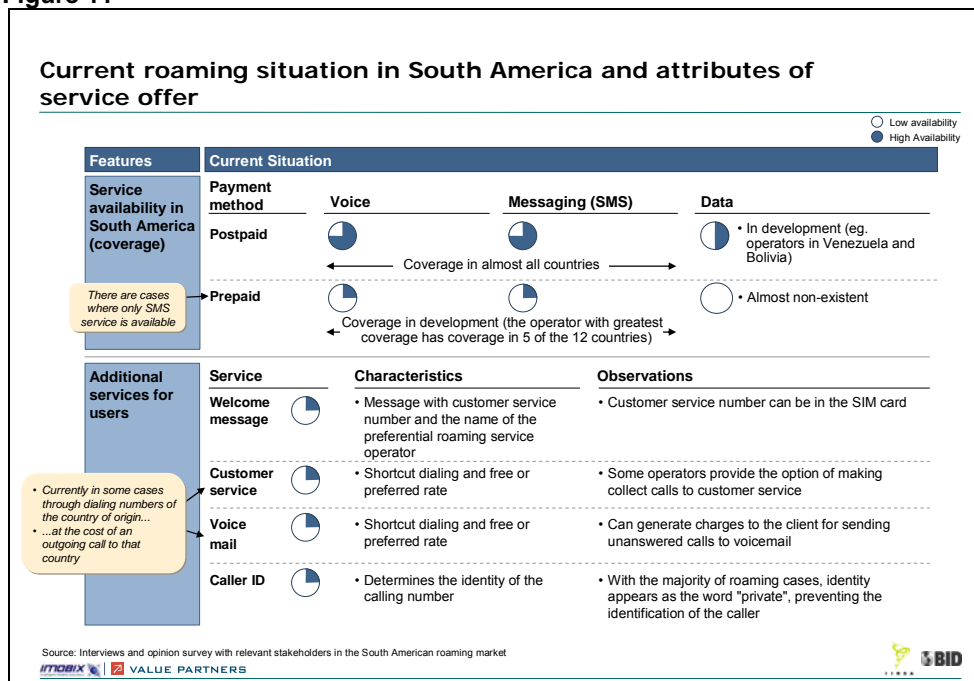 Current roaming situation in South America and attributes of
service offer
Low availability
High Availability
Features
Current Situation
Service
availability in
South America
(coverage)
Payment
method
Voice
Messaging (SMS)
Data
Postpaid
• In development (eg.
operators in Venezuela and
Bolivia)
Coverage in almost all countries
There are cases
where only SMS
service is available
Prepaid
• Almost non-existent
Coverage in development (the operator with greatest
coverage has coverage in 5 of the 12 countries)
Additional
services for
users
Service
Characteristics
Observations
Welcome
message
• Message with customer service
number and the name of the
preferential roaming service
operator
• Customer service number can be in the SIM card
• Currently in some cases
through dialing numbers of
the country of origin...
• ...at the cost of an
outgoing call to that
country
Customer
service
• Shortcut dialing and free or
preferred rate
• Some operators provide the option of making
collect calls to customer service
Voice
mail
• Shortcut dialing and free or
preferred rate
• Can generate charges to the client for sending
unanswered calls to voicemail
Caller ID
• Determines the identity of the
calling number
• With the majority of roaming cases, identity
appears as the word "private", preventing the
identification of the caller
Source: Interviews and opinion survey with relevant stakeholders in the South American roaming market
imobix
VALUE PARTNERS
IIRSA
BID